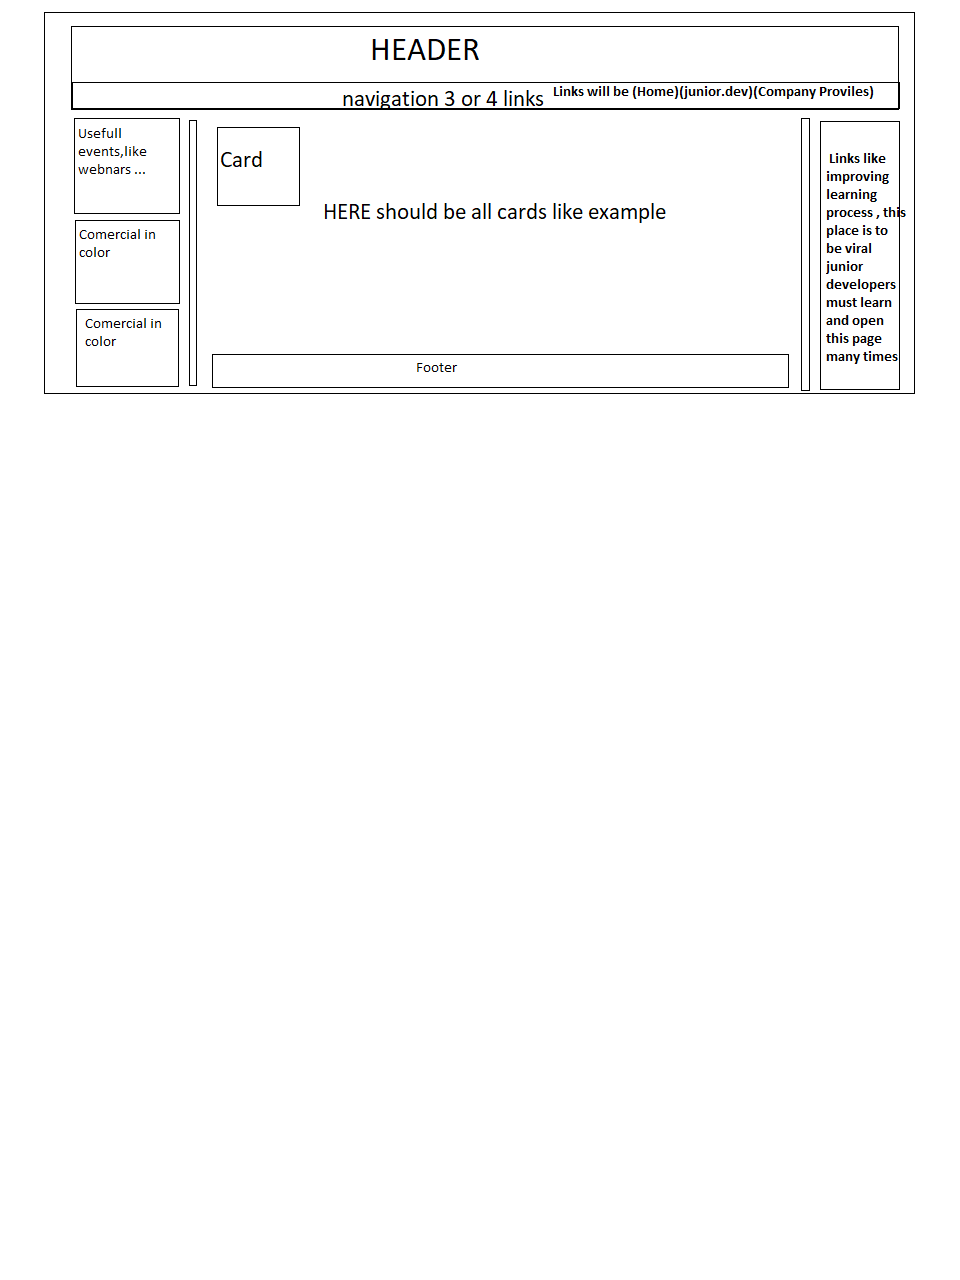 HEADER
navigation 3 or 4 links
Links will be (Home)(junior.dev)(Company Proviles)
Usefull
events,like
webnars ...
Comercial in
color
Comercial in
color
Card
HERE should be all cards like example
Footer
Links like
improving
learning
process , this
place is to
be viral
junior
developers
must learn
and open
this page
many times